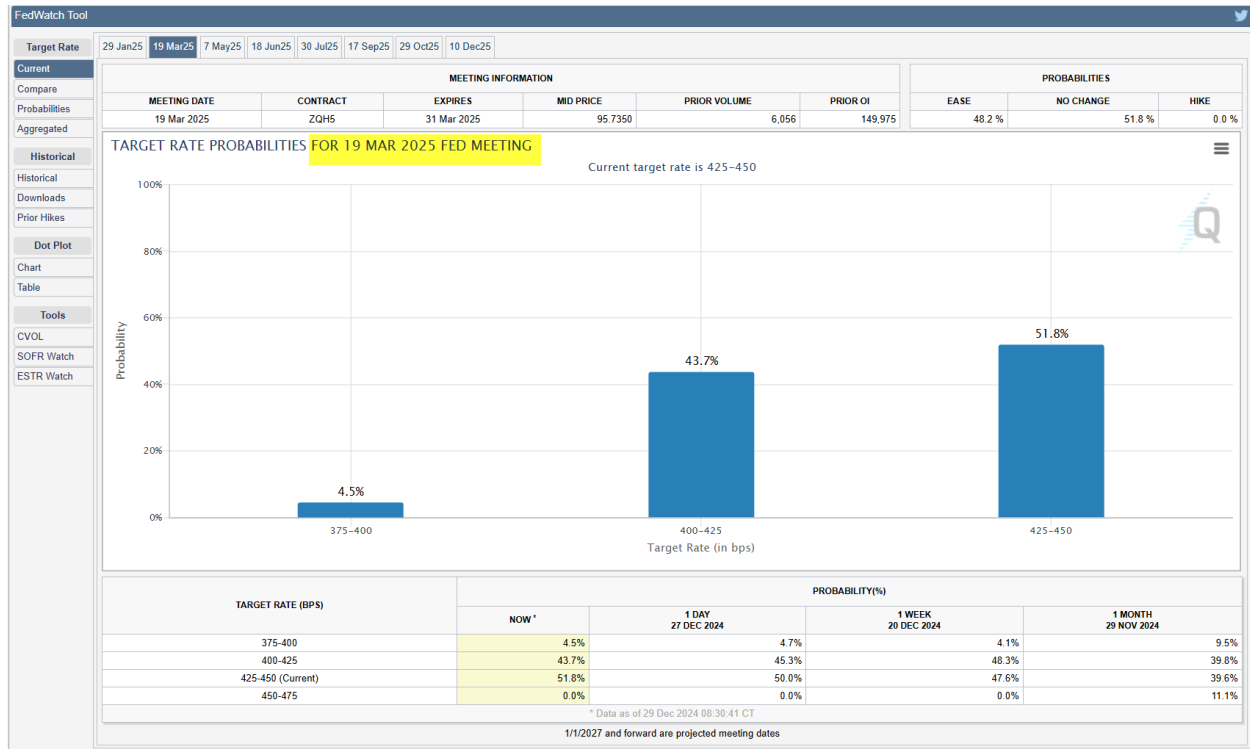 FedWatch Tool
Target Rate
Current
Compare
Probabilities
Aggregated
Historical
Historical
Downloads
Prior Hikes
Dot Plot
Chart
Table
Tools
CVOL
SOFR Watch
ESTR Watch
29 Jan25 19 Mar25 7 May25 18 Jun25 30 Jul25 17 Sep25 29 Oct25 10 Dec25
MEETING INFORMATION
MEETING DATE CONTRACT EXPIRES MID PRICE PRIOR VOLUME PRIOR OI
19 Mar 2025 ZQH5 31 Mar 2025 95.7350 6,056 149,975
PROBABILITIES
EASE NO CHANGE HIKE
48.2 % 51.8 % 0.0 %
TARGET RATE PROBABILITIES FOR 19 MAR 2025 FED MEETING
Current target rate is 425-450
Q
Probability
100%
80%
60%
40%
20%
0%
4.5%
43.7%
51.8%
375-400 400-425 425-450
Target Rate (in bps)
TARGET RATE (BPS) PROBABILITY(%)
NOW * 1 DAY 1 WEEK 1 MONTH
27 DEC 2024 20 DEC 2024 29 NOV 2024
375-400 4.5% 4.7% 4.1% 9.5%
400-425 43.7% 45.3% 48.3% 39.8%
425-450 (Current) 51.8% 50.0% 47.6% 39.6%
450-475 0.0% 0.0% 0.0% 11.1%
* Data as of 29 Dec 2024 08:30:41 CT
1/1/2027 and forward are projected meeting dates